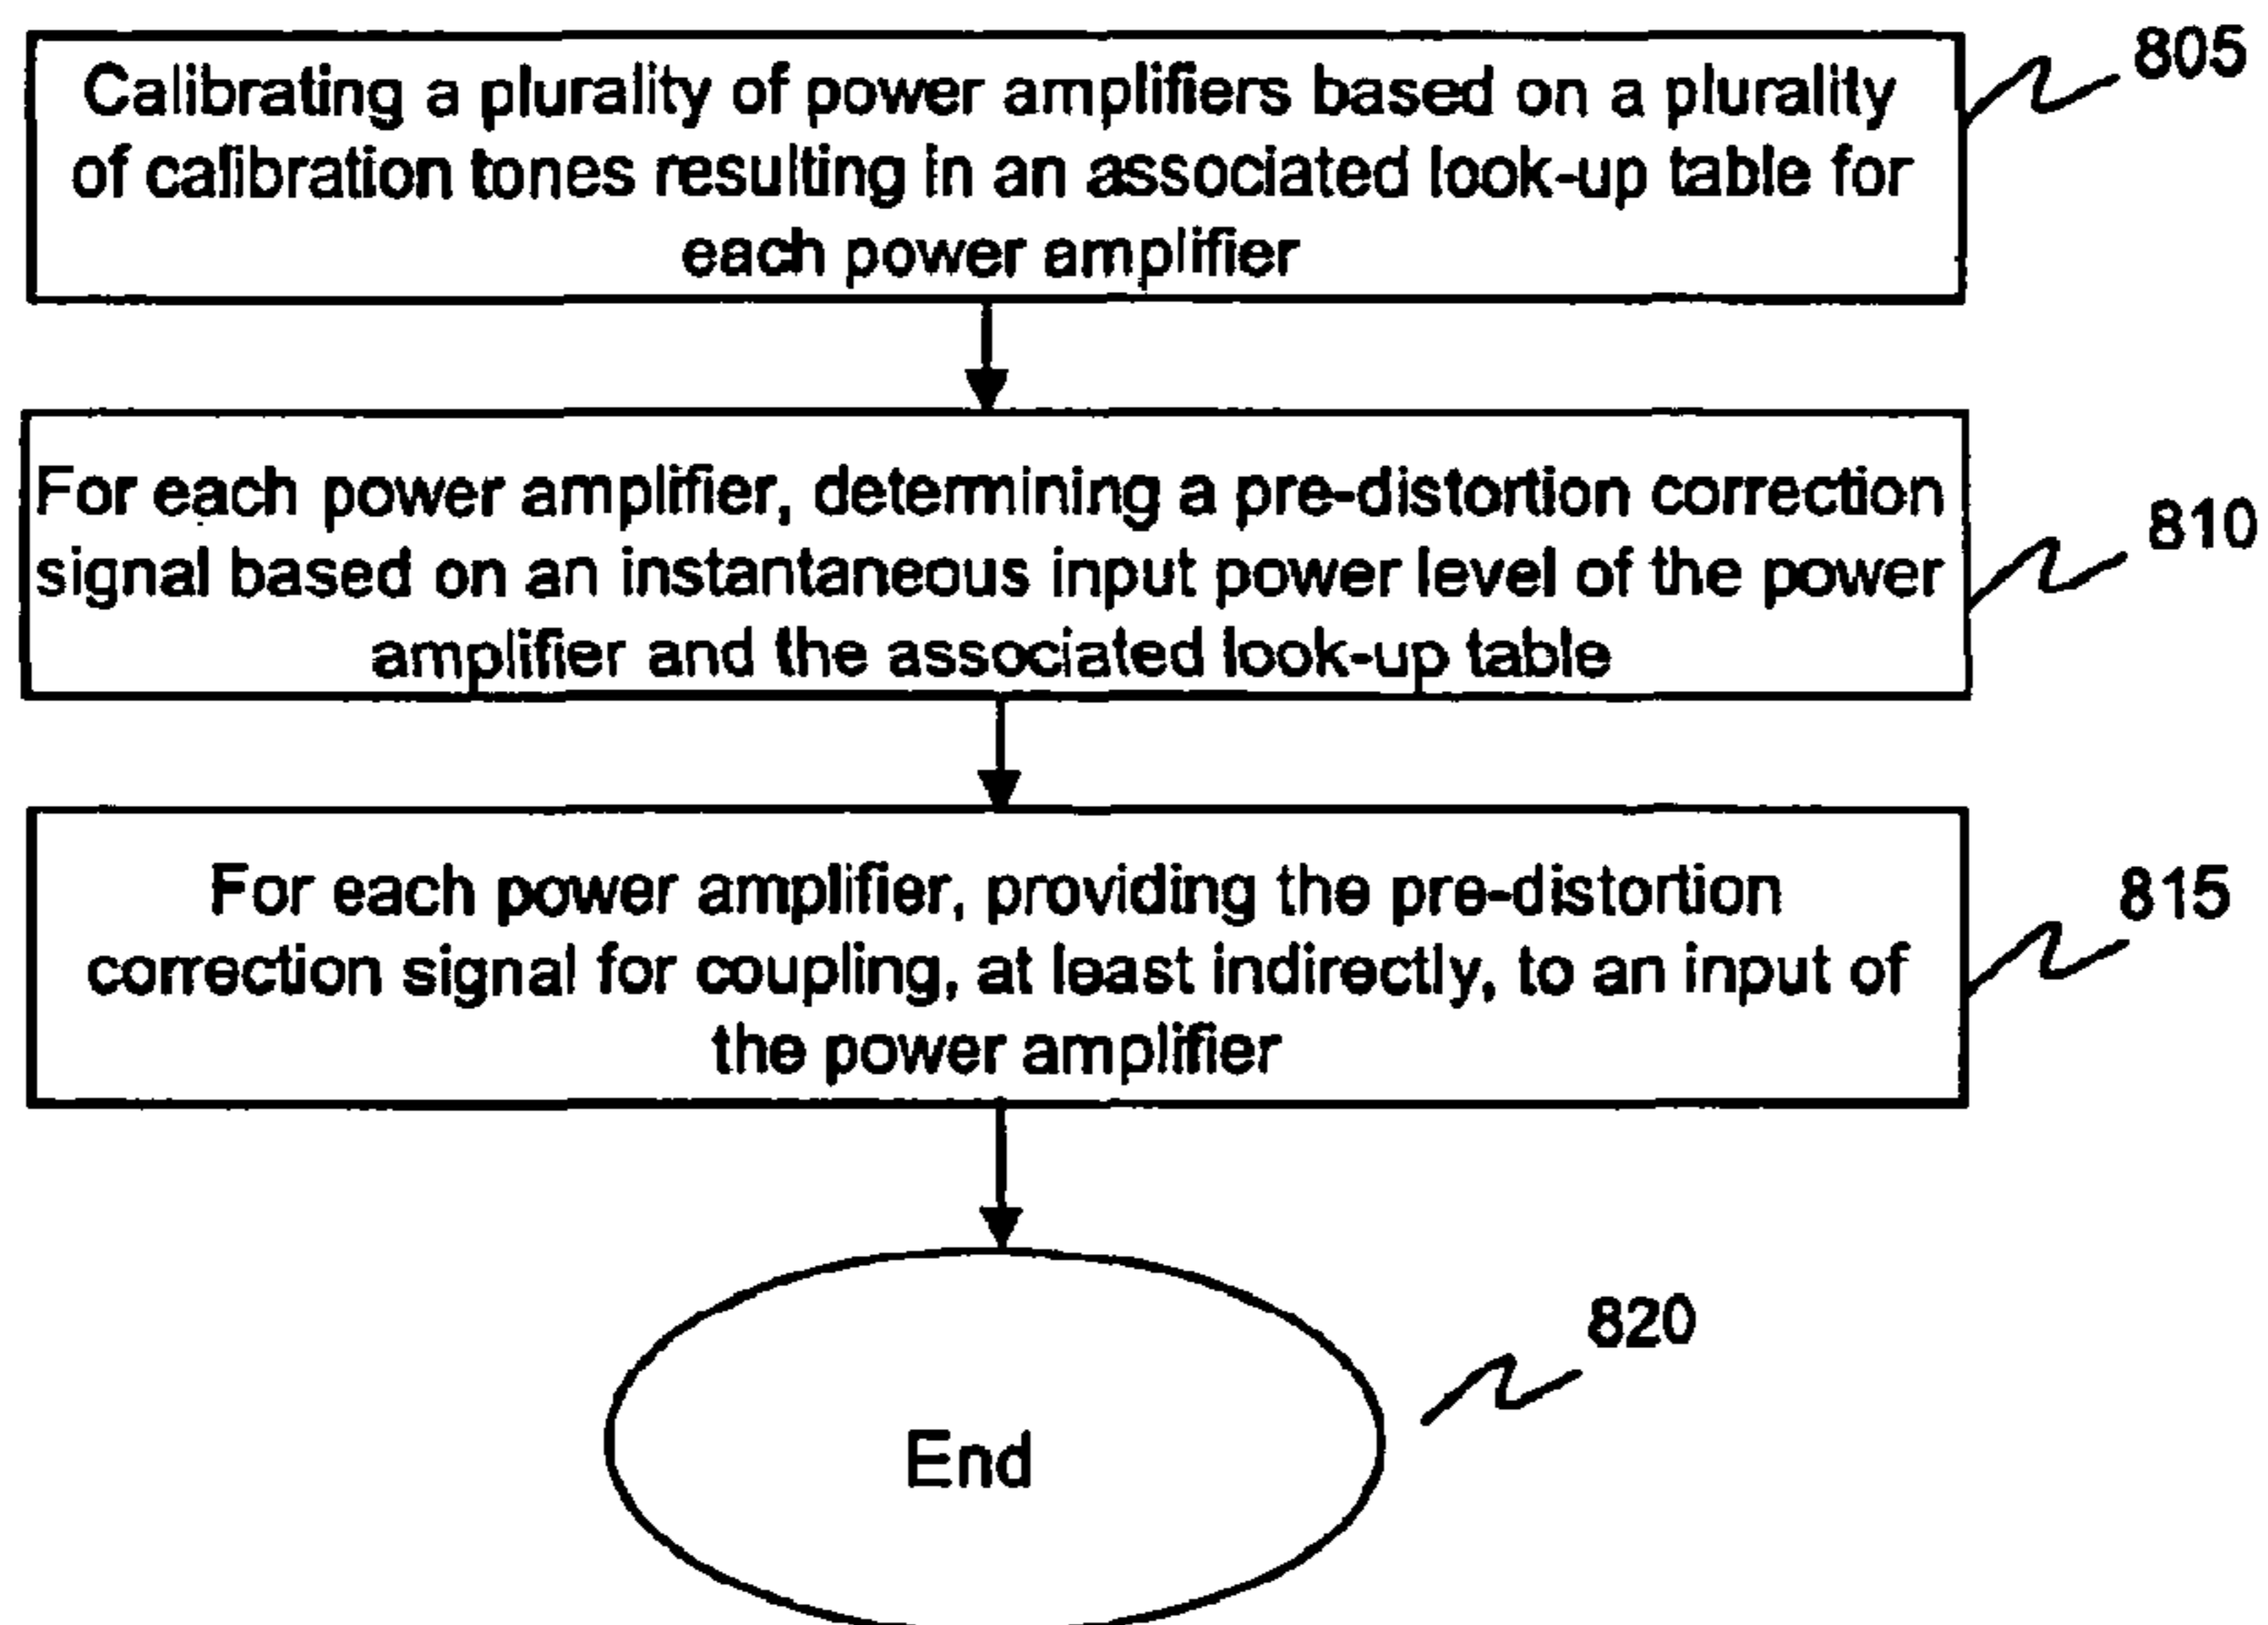 805
Calibrating a plurality of power amplifiers based on a plurality
of calibration tones resulting in an associated look-up table for
each power amplifier
For each power amplifier, determining a pre-distortion correction
signal based on an instantaneous input power level of the power
amplifier and the associated look-up table
810
For each power amplifier, providing the pre-distortion
correction signal for coupling, at least indirectly, to an input of
the power amplifier
815
820
End